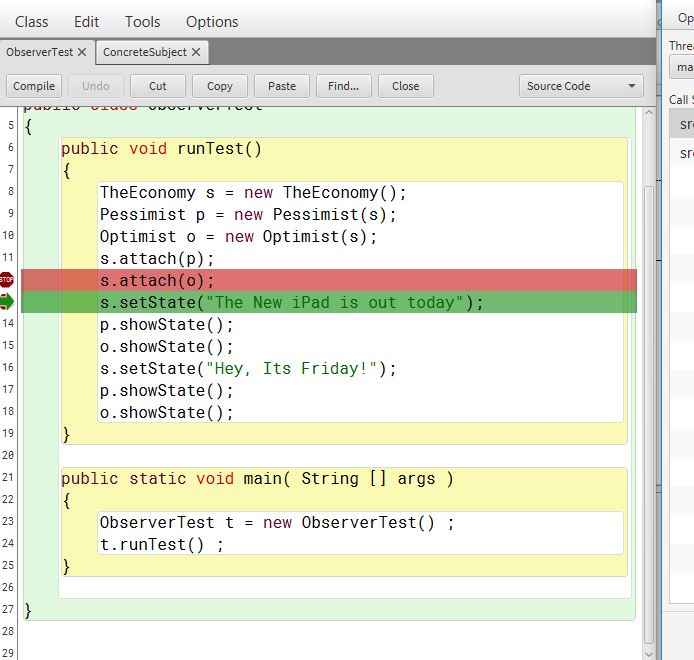 Class Edit Tools Options
Op
ObserverTest ✕ ConcreteSubject ✕
Threa
Compile Undo Cut Copy Paste Find... Close Source Code
ma
Call S
public class ObserverTest
5 {
src
6 public void runTest()
7 {
src
8 TheEconomy s = new TheEconomy();
9 Pessimist p = new Pessimist(s);
10 Optimist o = new Optimist(s);
11 s.attach(p);
STOP s.attach(o);
s.setState("The New iPad is out today");
14 p.showState();
15 o.showState();
16 s.setState("Hey, Its Friday!");
17 p.showState();
18 o.showState();
19 }
20
21 public static void main( String [] args )
22 {
23 ObserverTest t = new ObserverTest() ;
24 t.runTest() ;
25 }
26
27 }
28
29